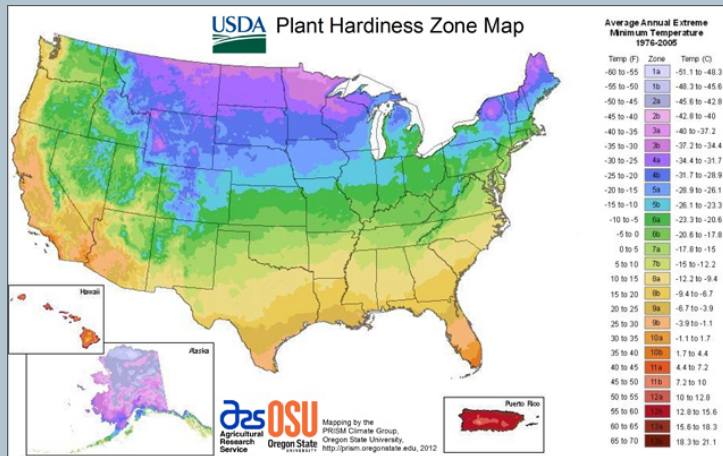 USDA Plant Hardiness Zone Map
Average Annual Extreme
Minimum Temperature
1976-2005
Temp (F) Zone Temp (C)
-60 to -55 1a -51.1 to -48.3
-55 to -50 1b -48.3 to -45.6
-50 to -45 2a -45.6 to -42.8
-45 to -40 2b -42.8 to -40
-40 to -35 3a -40 to -37.2
-35 to -30 3b -37.2 to -34.4
-30 to -25 4a -34.4 to -31.7
-25 to -20 4b -31.7 to -28.9
-20 to -15 5a -28.9 to -26.1
-15 to -10 5b -26.1 to -23.3
-10 to -5 6a -23.3 to -20.6
-5 to 0 6b -20.6 to -17.8
0 to 5 7a -17.8 to -15
5 to 10 7b -15 to -12.2
10 to 15 8a -12.2 to -9.4
15 to 20 8b -9.4 to -6.7
20 to 25 9a -6.7 to -3.9
25 to 30 9b -3.9 to -1.1
30 to 35 10a -1.1 to 1.7
35 to 40 10b 1.7 to 4.4
40 to 45 11a 4.4 to 7.2
45 to 50 11b 7.2 to 10
50 to 55 12a 10 to 12.8
55 to 60 12b 12.8 to 15.6
60 to 65 13a 15.6 to 18.3
65 to 70 13b 18.3 to 21.1
Hawaii
Alaska
Puerto Rico
ars
Agricultural
Research
Service
OSU
Oregon State
UNIVERSITY
Mapping by the
PRISM Climate Group,
Oregon State University,
http://prism.oregonstate.edu, 2012